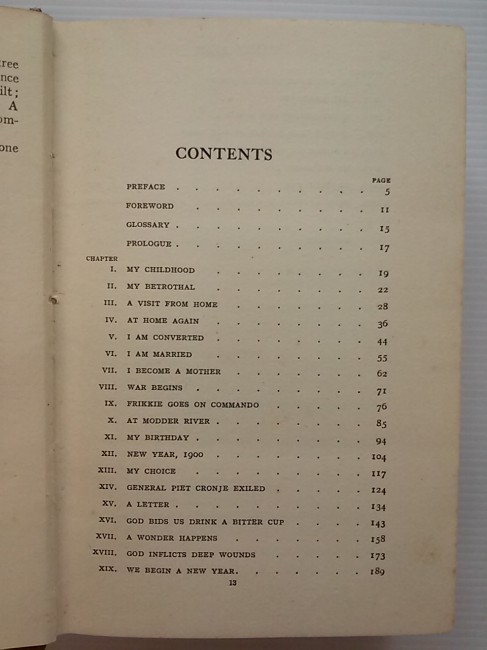 ree
nce
ilt;
A
om-
one
CONTENTS
PAGE
PREFACE . . . . . . . . . . 5
FOREWORD . . . . . . . . . 11
GLOSSARY . . . . . . . . . 15
PROLOGUE . . . . . . . . . 17
CHAPTER
I. MY CHILDHOOD . . . . . . . . 19
II. MY BETROTHAL . . . . . . . . 22
III. A VISIT FROM HOME . . . . . . 28
IV. AT HOME AGAIN . . . . . . . 36
V. I AM CONVERTED . . . . . . . 44
VI. I AM MARRIED . . . . . . . 55
VII. I BECOME A MOTHER . . . . . . 62
VIII. WAR BEGINS . . . . . . . . 71
IX. FRIKKIE GOES ON COMMANDO . . . . . 76
X. AT MODDER RIVER . . . . . . . 85
XI. MY BIRTHDAY . . . . . . . . 94
XII. NEW YEAR, 1900 . . . . . . . 104
XIII. MY CHOICE . . . . . . . . 117
XIV. GENERAL PIET CRONJE EXILED . . . . . 124
XV. A LETTER . . . . . . . . . 134
XVI. GOD BIDS US DRINK A BITTER CUP . . . . 143
XVII. A WONDER HAPPENS . . . . . . 158
XVIII. GOD INFLICTS DEEP WOUNDS . . . . . 173
XIX. WE BEGIN A NEW YEAR . . . . . . 189
13